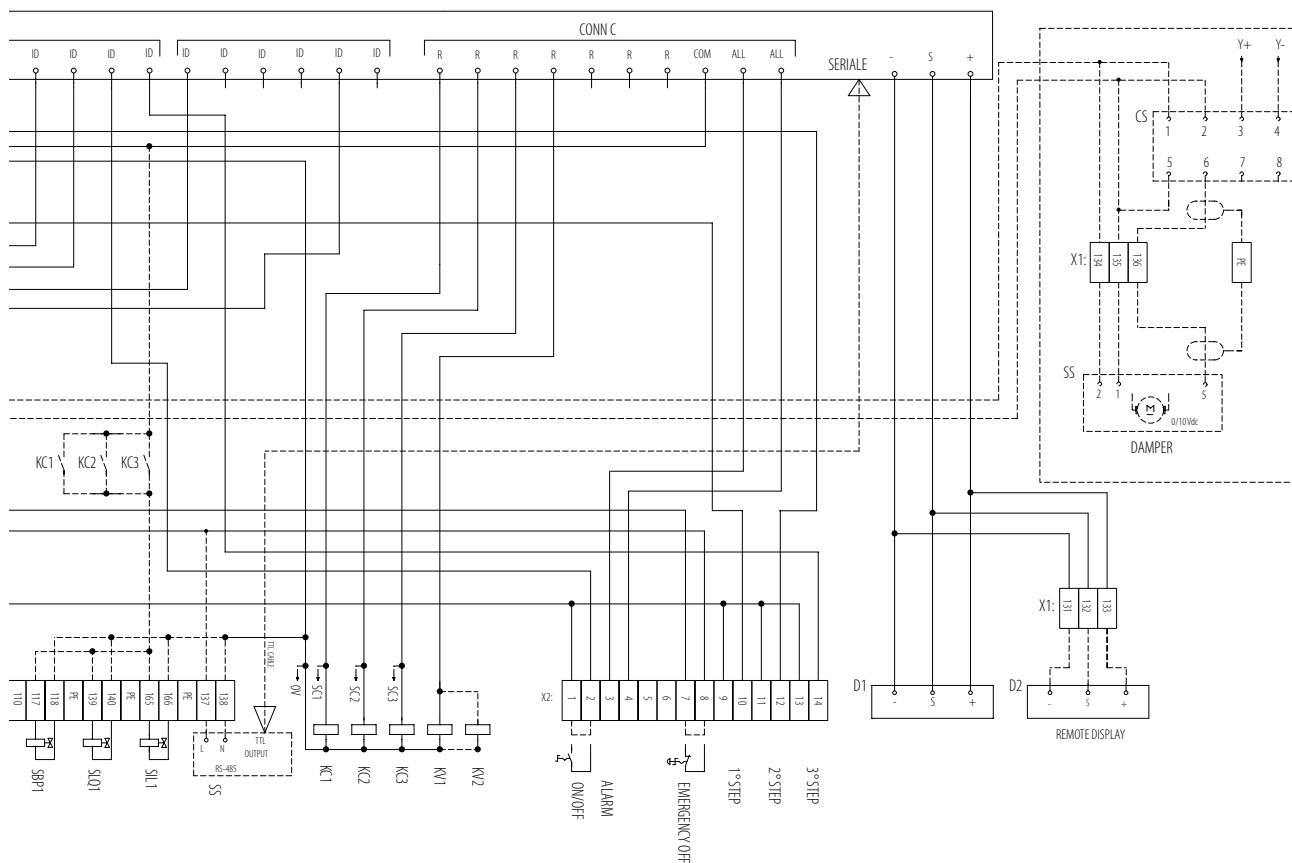 CONN C
ID ID ID ID ID ID ID ID ID ID R R R R R R R COM ALL ALL
SERIALE - S +
Y+ Y-
CS
1 2 3 4
5 6 7 8
X1: 134 135 136 PE
SS
2 1 5
M
0/10Vdc
DAMPER
KC1 KC2 KC3
TTL CABLE
0V SC1 SC2 SC3
X1: 131 132 133
110 117 118 PE 139 140 PE 165 166 PE 137 138
X2: 1 2 3 4 5 6 7 8 9 10 11 12 13 14
D1 - S +
D2 - S +
REMOTE DISPLAY
L N TTL
OUTPUT
RS-485
SS
SBP1 SLQ1 SIL1
KC1 KC2 KC3 KV1 KV2
ON/OFF ALARM EMERGENCY OFF 1°STEP 2°STEP 3°STEP